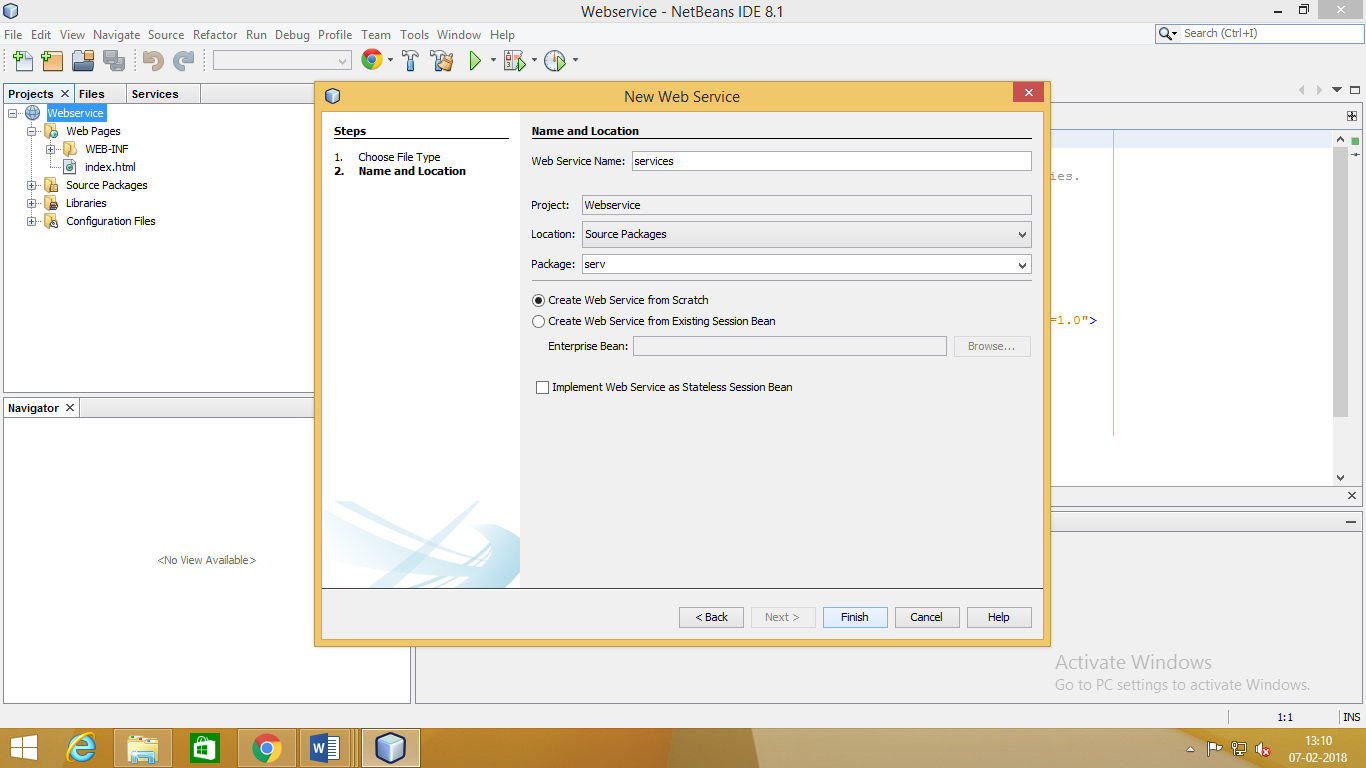 Webservice - NetBeans IDE 8.1
File Edit View Navigate Source Refactor Run Debug Profile Team Tools Window Help
Search (Ctrl+I)
Projects Files Services
Webservice
Web Pages
WEB-INF
index.html
Source Packages
Libraries
Configuration Files
Navigator
<No View Available>
New Web Service
Steps
1. Choose File Type
2. Name and Location
Name and Location
Web Service Name: services
Project: Webservice
Location: Source Packages
Package: serv
Create Web Service from Scratch
Create Web Service from Existing Session Bean
Enterprise Bean: Browse...
Implement Web Service as Stateless Session Bean
< Back Next > Finish Cancel Help
ies.
=1.0">
Activate Windows
Go to PC settings to activate Windows.
1:1 INS
13:10
07-02-2018